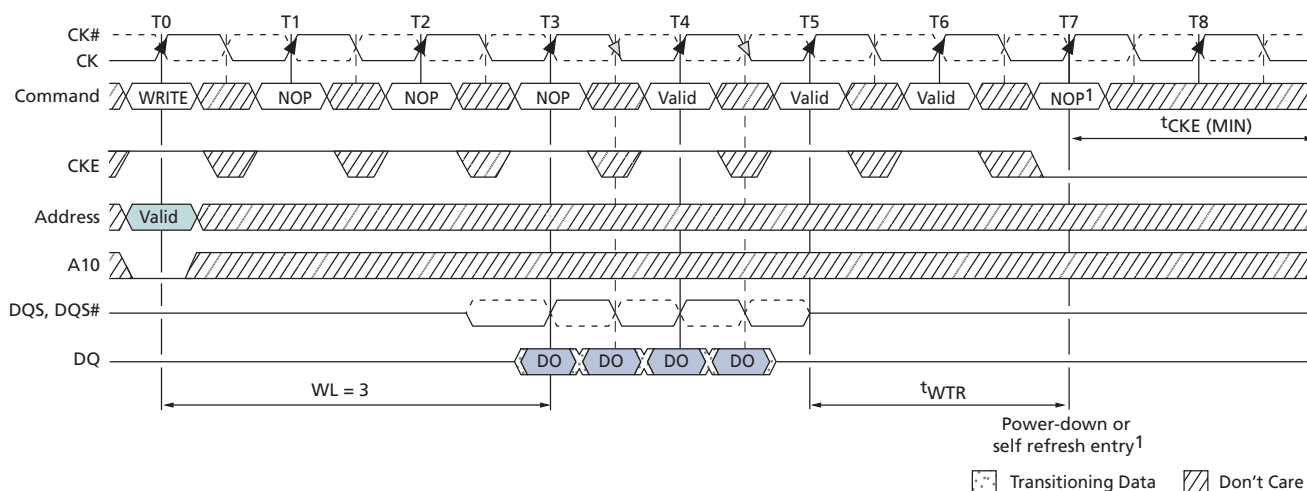 T0 T1 T2 T3 T4 T5 T6 T7 T8
CK#
CK
Command WRITE NOP NOP NOP Valid Valid Valid NOP1
tCKE (MIN)
CKE
Address Valid
A10
DQS, DQS#
DQ DO DO DO DO
WL = 3 tWTR
Power-down or
self refresh entry1
Transitioning Data Don't Care